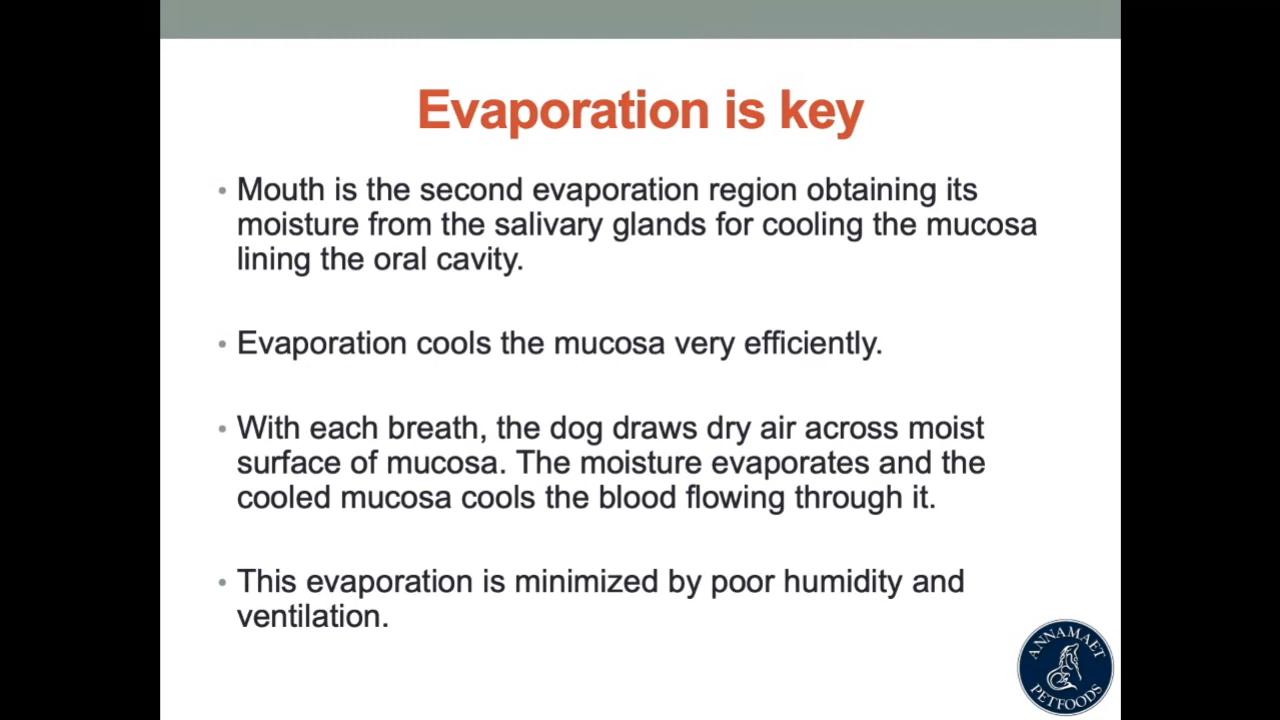 Evaporation is key
• Mouth is the second evaporation region obtaining its
moisture from the salivary glands for cooling the mucosa
lining the oral cavity.
• Evaporation cools the mucosa very efficiently.
• With each breath, the dog draws dry air across moist
surface of mucosa. The moisture evaporates and the
cooled mucosa cools the blood flowing through it.
• This evaporation is minimized by poor humidity and
ventilation.
ANNAMAET
PETFOODS